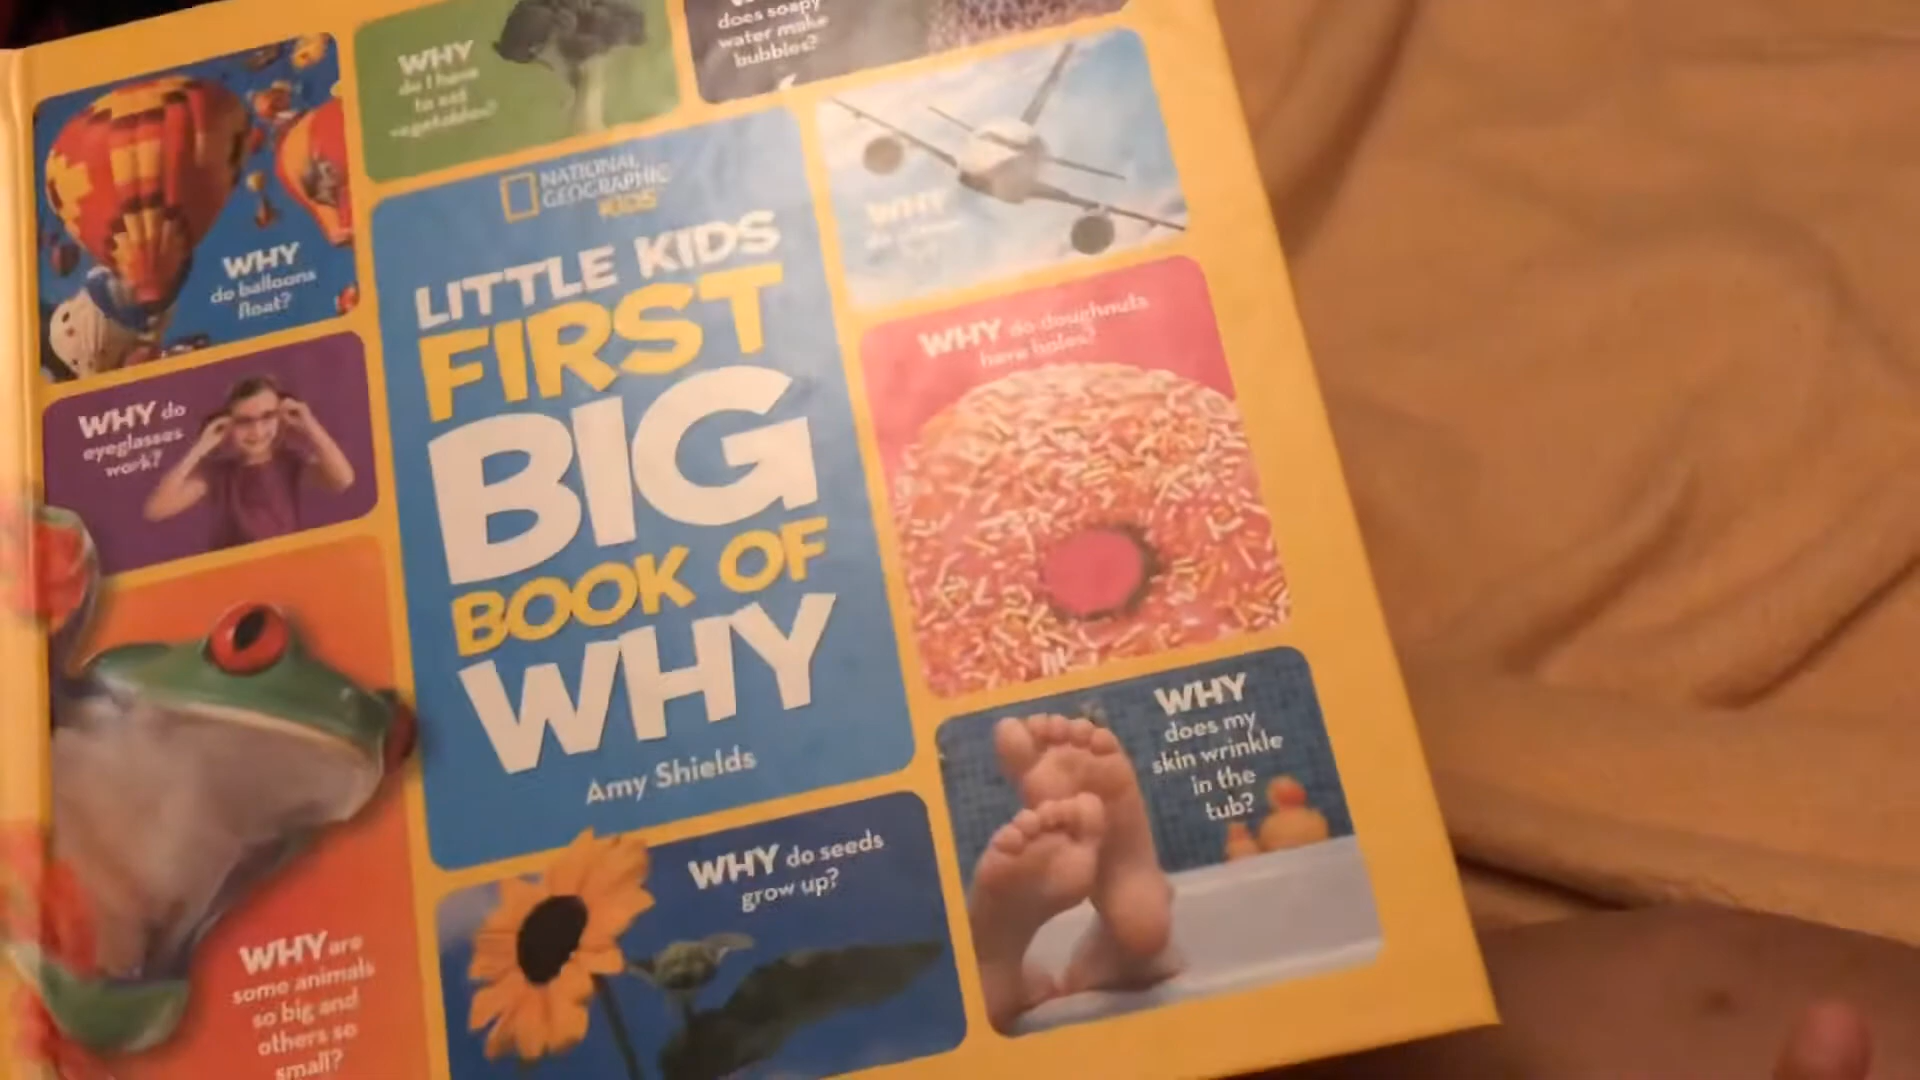 WHY
do I have
to eat
vegetables?
does soapy
water make
bubbles?
WHY
do balloons
float?
NATIONAL
GEOGRAPHIC
KIDS
LITTLE KIDS
FIRST
BIG
BOOK OF
WHY
Amy Shields
WHY
WHY do doughnuts
have holes?
WHY do
eyeglasses
work?
WHY
does my
skin wrinkle
in the
tub?
WHY do seeds
grow up?
WHY are
some animals
so big and
others so
small?